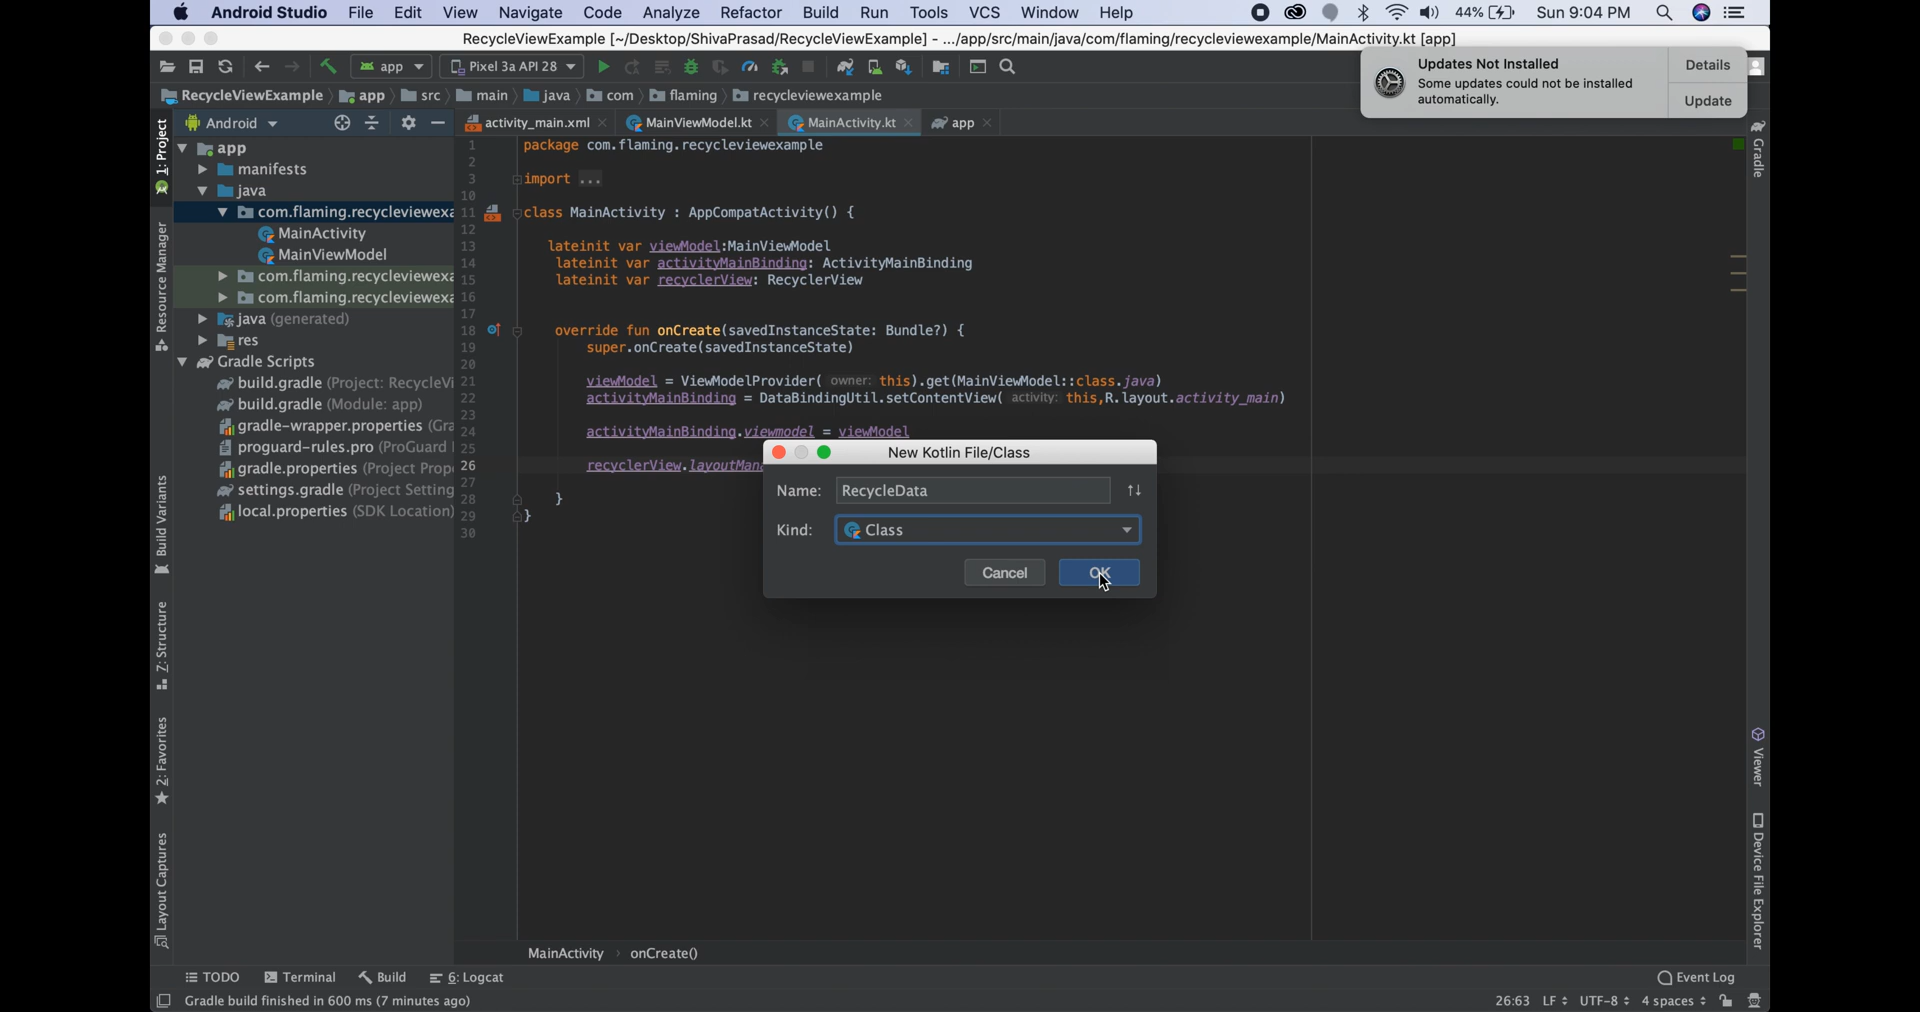 Android Studio File Edit View Navigate Code Analyze Refactor Build Run Tools VCS Window Help 44% Sun 9:04 PM
RecycleViewExample [~/Desktop/ShivaPrasad/RecycleViewExample] - .../app/src/main/java/com/flaming/recycleviewexample/MainActivity.kt [app]
app Pixel 3a API 28
Updates Not Installed
Some updates could not be installed
automatically.
Details
Update
RecycleViewExample app src main java com flaming recycleviewexample
Android
activity_main.xml MainViewModel.kt MainActivity.kt app
app
manifests
java
com.flaming.recycleviewexa
MainActivity
MainViewModel
com.flaming.recycleviewexa
com.flaming.recycleviewexa
java (generated)
res
Gradle Scripts
build.gradle (Project: RecycleVi
build.gradle (Module: app)
gradle-wrapper.properties (Gra
proguard-rules.pro (ProGuard
gradle.properties (Project Prope
settings.gradle (Project Setting
local.properties (SDK Location)
1 package com.flaming.recycleviewexample
2
3 import ...
10
11 class MainActivity : AppCompatActivity() {
12
13 lateinit var viewModel:MainViewModel
14 lateinit var activityMainBinding: ActivityMainBinding
15 lateinit var recyclerView: RecyclerView
16
17
18 override fun onCreate(savedInstanceState: Bundle?) {
19 super.onCreate(savedInstanceState)
20
21 viewModel = ViewModelProvider( owner: this).get(MainViewModel::class.java)
22 activityMainBinding = DataBindingUtil.setContentView( activity: this,R.layout.activity_main)
23
24 activityMainBinding.viewmodel = viewModel
25
26 recyclerView.layoutMana
27
28 }
29 }
30
New Kotlin File/Class
Name: RecycleData
Kind: Class
Cancel OK
1: Project
Resource Manager
Build Variants
7: Structure
2: Favorites
Layout Captures
Gradle
Viewer
Device File Explorer
MainActivity › onCreate()
TODO Terminal Build 6: Logcat Event Log
Gradle build finished in 600 ms (7 minutes ago) 26:63 LF UTF-8 4 spaces